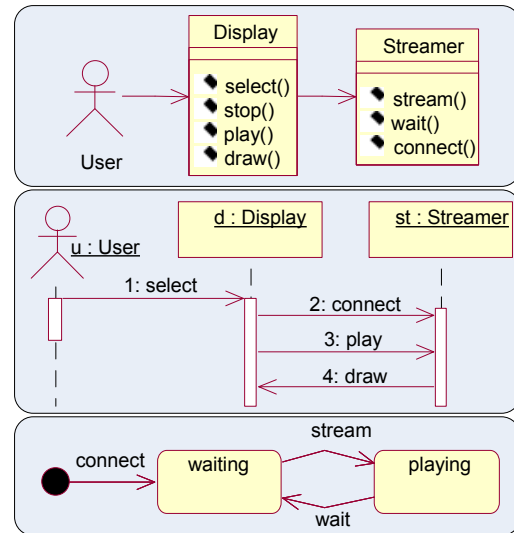 Display
Streamer
select()
stop()
play()
draw()
stream()
wait()
connect()
User
u : User
d : Display
st : Streamer
1: select
2: connect
3: play
4: draw
stream
connect
waiting
playing
wait